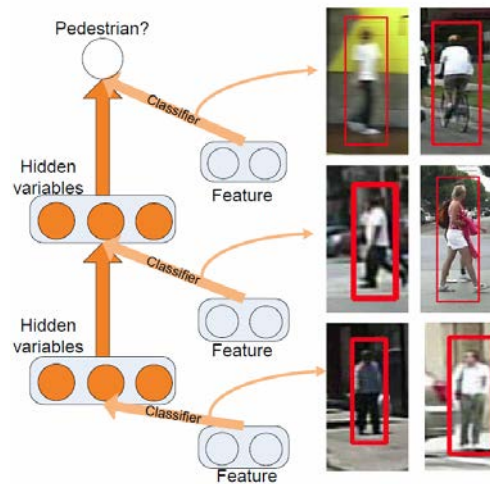 Pedestrian?
Classifier
Feature
Hidden
variables
Classifier
Feature
Hidden
variables
Classifier
Feature